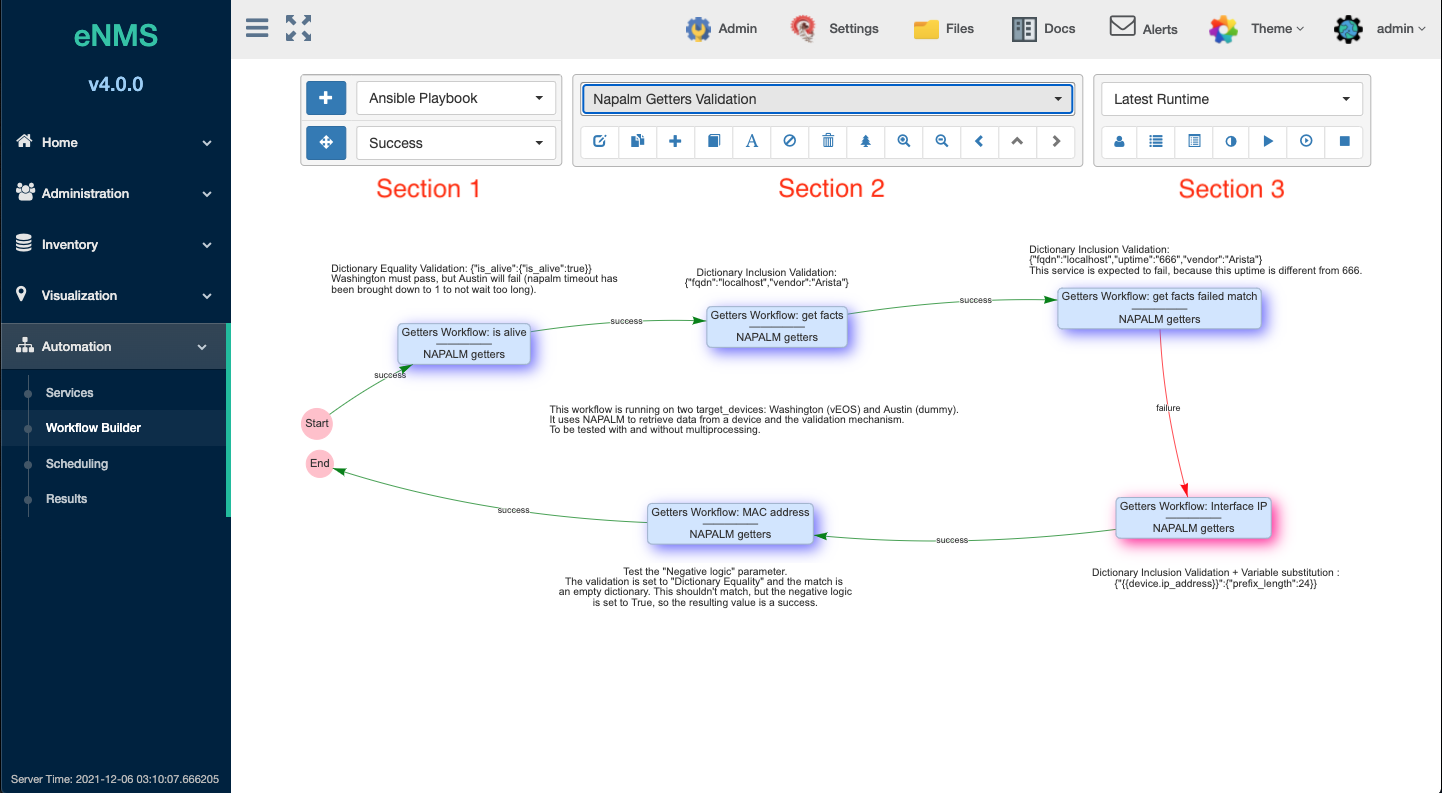 eNMS
v4.0.0
Home
Administration
Inventory
Visualization
Automation
Services
Workflow Builder
Scheduling
Results
Server Time: 2021-12-06 03:10:07.666205
Admin
Settings
Files
Docs
Alerts
Theme
admin
Ansible Playbook
Success
Section 1
Napalm Getters Validation
A
Section 2
Latest Runtime
Section 3
Dictionary Equality Validation: {"is_alive":{"is_alive":true}}
Washington must pass, but Austin will fail (napalm timeout has
been brought down to 1 to not wait too long).
Dictionary Inclusion Validation:
{"fqdn":"localhost","vendor":"Arista"}
Dictionary Inclusion Validation:
{"fqdn":"localhost","uptime":"666","vendor":"Arista"}
This service is expected to fail, because this uptime is different from 666.
Getters Workflow: is alive
NAPALM getters
success
Getters Workflow: get facts
NAPALM getters
success
Getters Workflow: get facts failed match
NAPALM getters
success
Start
End
This workflow is running on two target_devices: Washington (vEOS) and Austin (dummy).
It uses NAPALM to retrieve data from a device and the validation mechanism.
To be tested with and without multiprocessing.
failure
success
Getters Workflow: MAC address
NAPALM getters
success
Getters Workflow: Interface IP
NAPALM getters
Test the "Negative logic" parameter.
The validation is set to "Dictionary Equality" and the match is
an empty dictionary. This shouldn't match, but the negative logic
is set to True, so the resulting value is a success.
Dictionary Inclusion Validation + Variable substitution :
{"{{device.ip_address}}":{"prefix_length":24}}